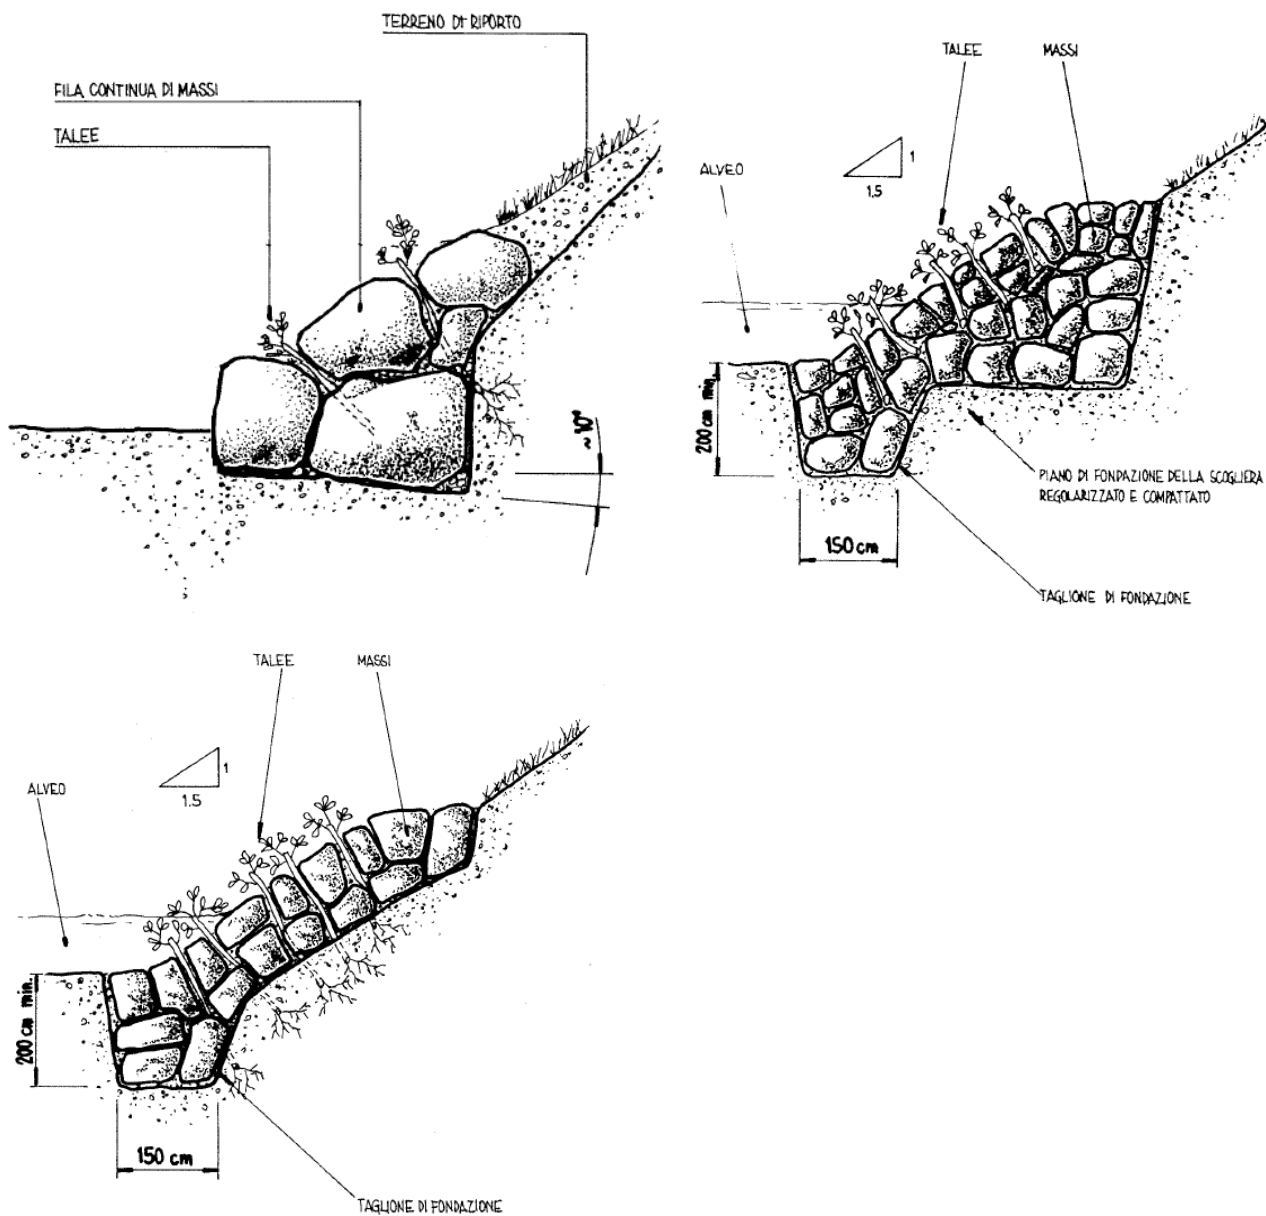 TERRENO DI RIPORTO
FILA CONTINUA DI MASSI
TALEE
~10°
TALEE
MASSI
ALVEO
1
1.5
200 cm min.
150 cm
PIANO DI FONDAZIONE DELLA SCOGLIERA
REGOLARIZZATO E COMPATTATO
TAGLIONE DI FONDAZIONE
TALEE
MASSI
ALVEO
1
1.5
200 cm min.
150 cm
TAGLIONE DI FONDAZIONE